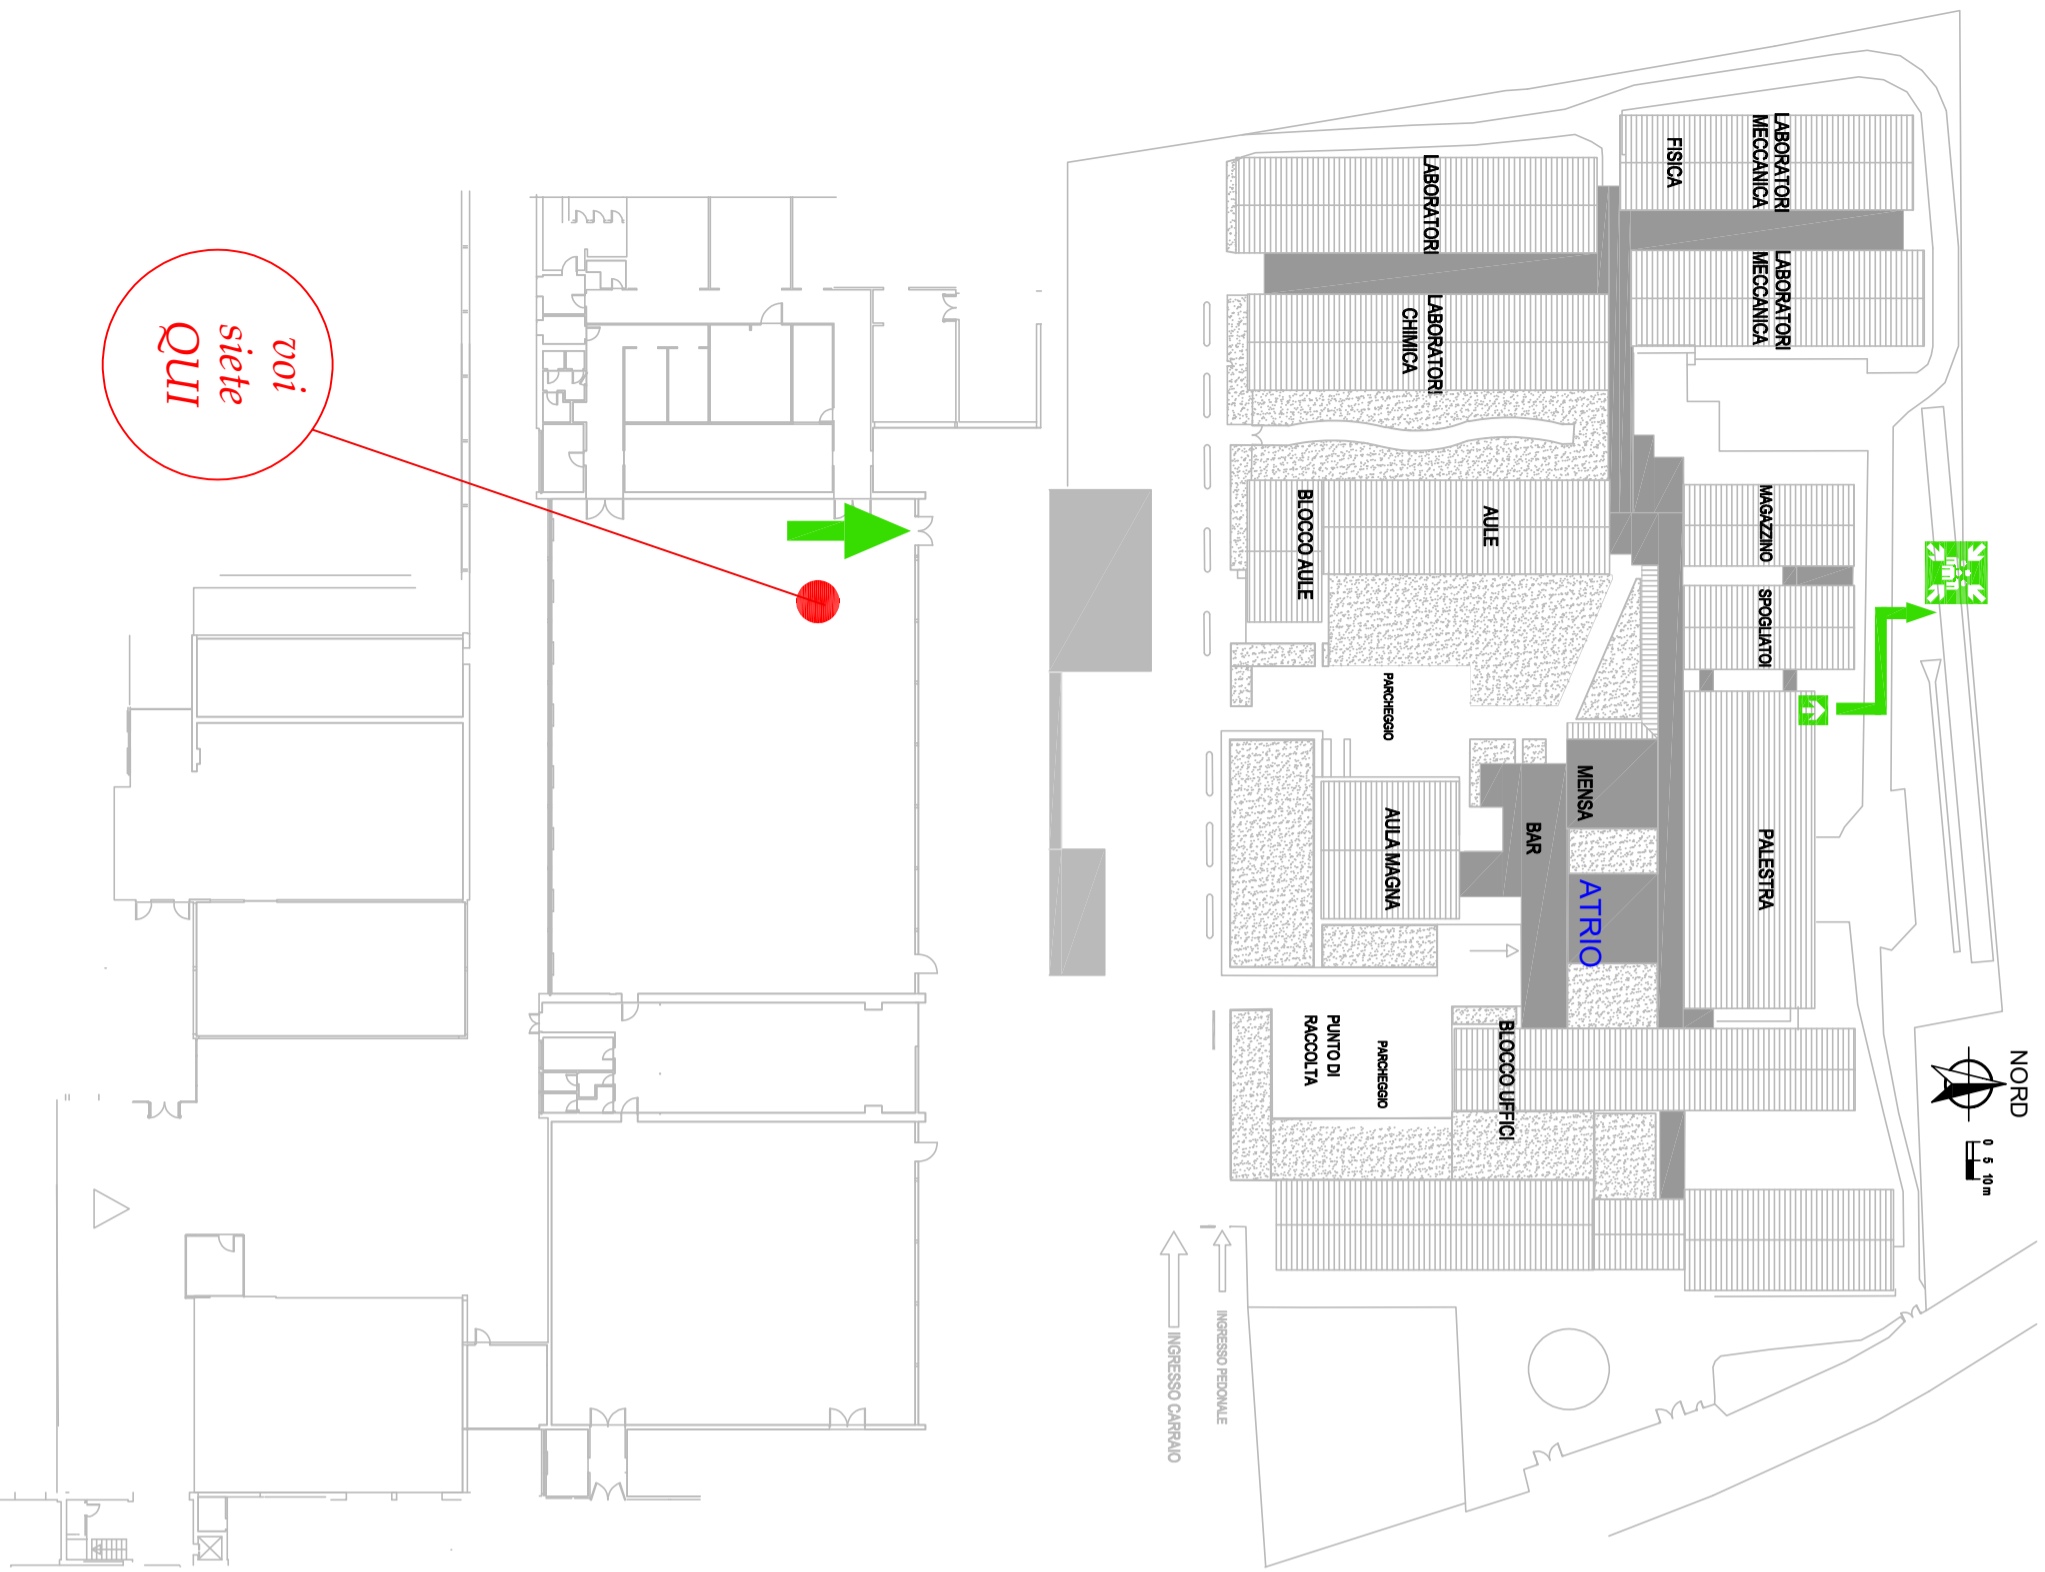 voi
siete
QUI
LABORATORI
MECCANICA
FISICA
LABORATORI
LABORATORI
MECCANICA
LABORATORI
CHIMICA
MAGAZZINO
AULE
BLOCCO AULE
SPOGLIATOI
PARCHEGGIO
MENSA
BAR
AULA MAGNA
PALESTRA
ATRIO
PUNTO DI
RACCOLTA
PARCHEGGIO
BLOCCO UFFICI
NORD
0 5 10 m
INGRESSO PEDONALE
INGRESSO CARRAIO